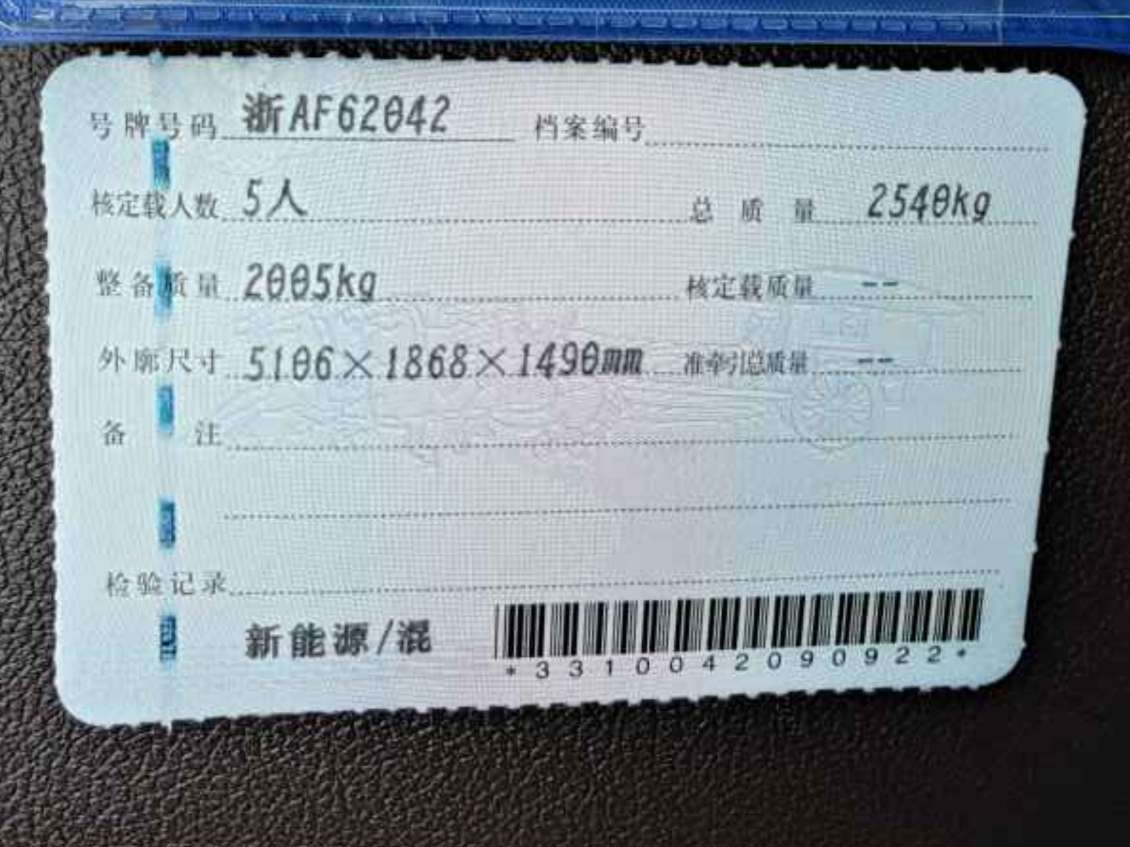 号牌号码 浙AF62042 档案编号
核定载人数 5人 总质量 2540kg
整备质量 2005kg 核定载质量 --
外廓尺寸 5106×1868×1490mm 准牵引总质量 --
备注
检验记录
新能源/混
*3310042090922*